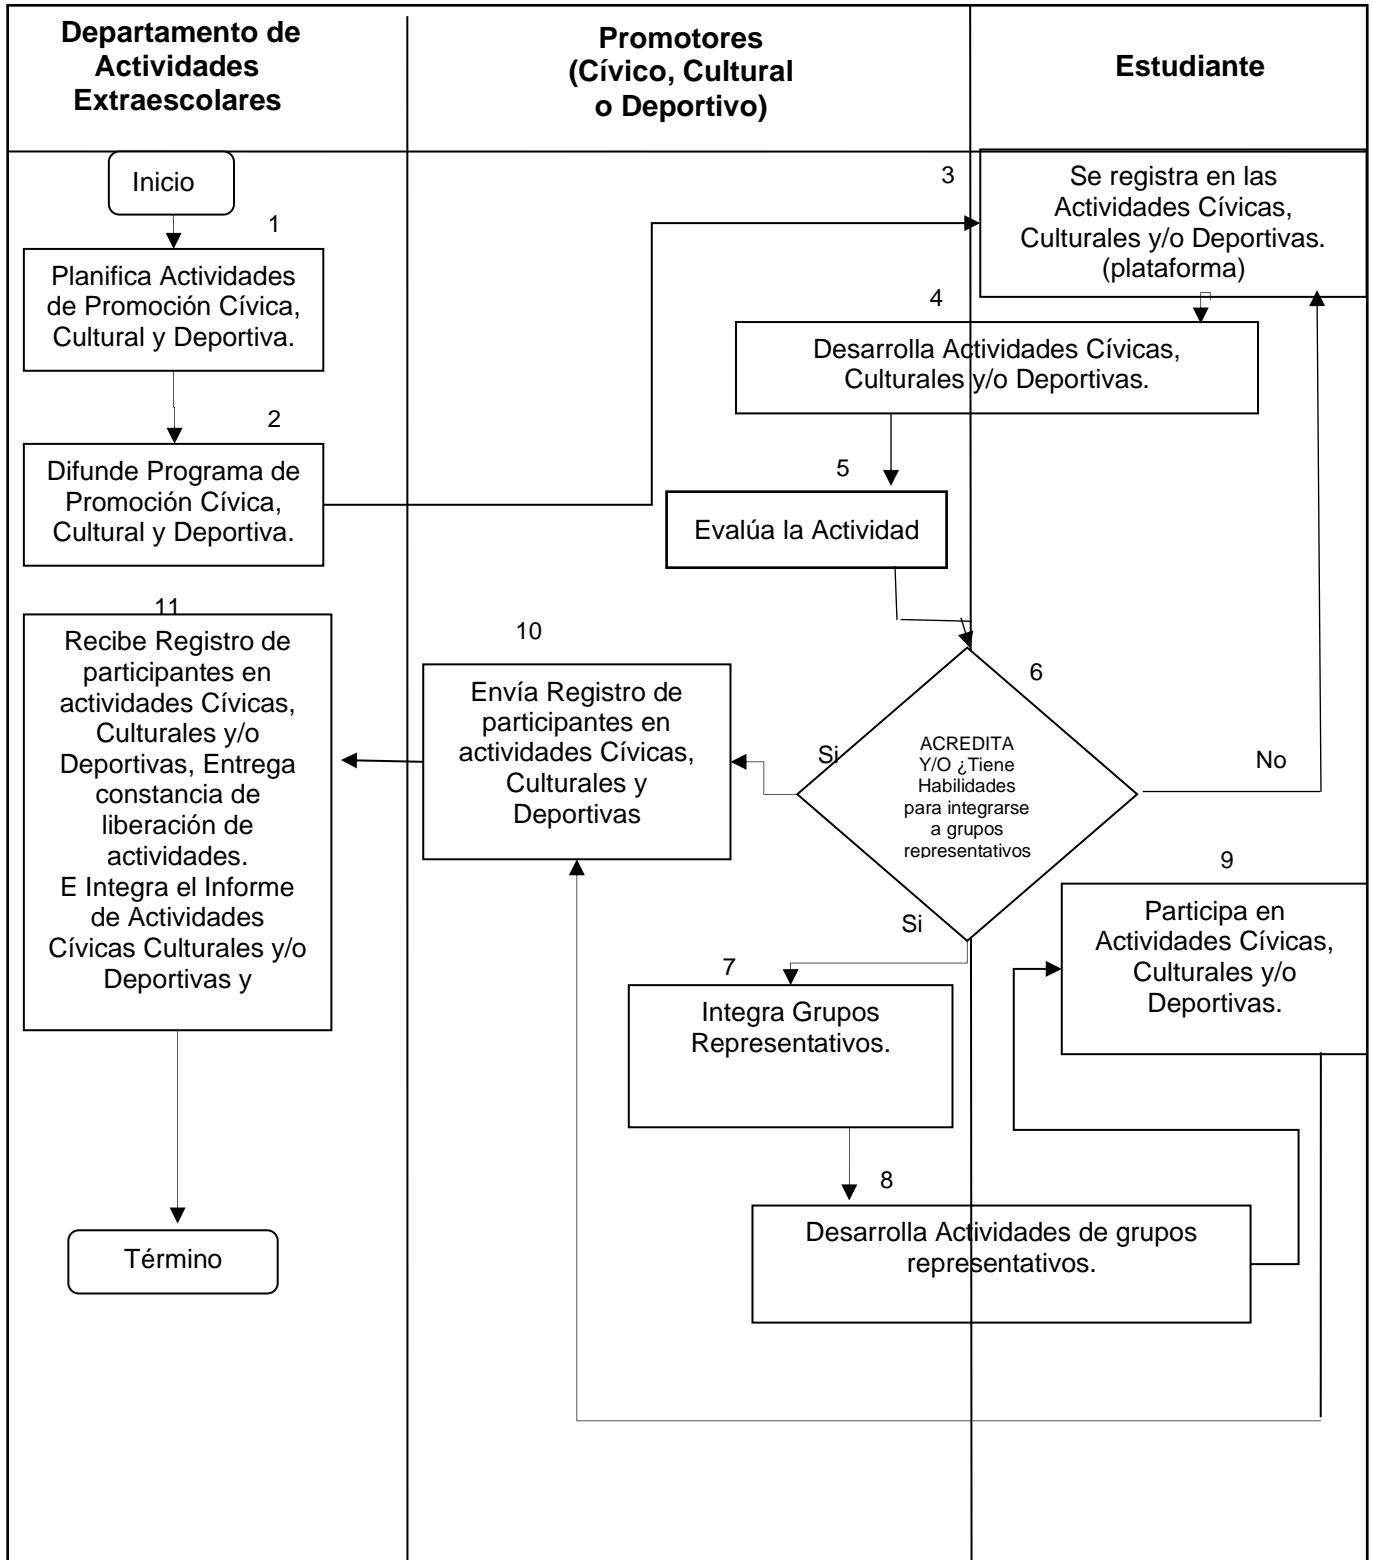 Departamento de
Actividades
Extraescolares
Promotores
(Cívico, Cultural
o Deportivo)
Estudiante
Inicio
1
Planifica Actividades
de Promoción Cívica,
Cultural y Deportiva.
2
Difunde Programa de
Promoción Cívica,
Cultural y Deportiva.
3
Se registra en las
Actividades Cívicas,
Culturales y/o Deportivas.
(plataforma)
4
Desarrolla Actividades Cívicas,
Culturales y/o Deportivas.
5
Evalúa la Actividad
6
ACREDITA
Y/O ¿Tiene
Habilidades
para integrarse
a grupos
representativos
Si
No
Si
7
Integra Grupos
Representativos.
8
Desarrolla Actividades de grupos
representativos.
9
Participa en
Actividades Cívicas,
Culturales y/o
Deportivas.
10
Envía Registro de
participantes en
actividades Cívicas,
Culturales y
Deportivas
11
Recibe Registro de
participantes en
actividades Cívicas,
Culturales y/o
Deportivas, Entrega
constancia de
liberación de
actividades.
E Integra el Informe
de Actividades
Cívicas Culturales y/o
Deportivas y
Término